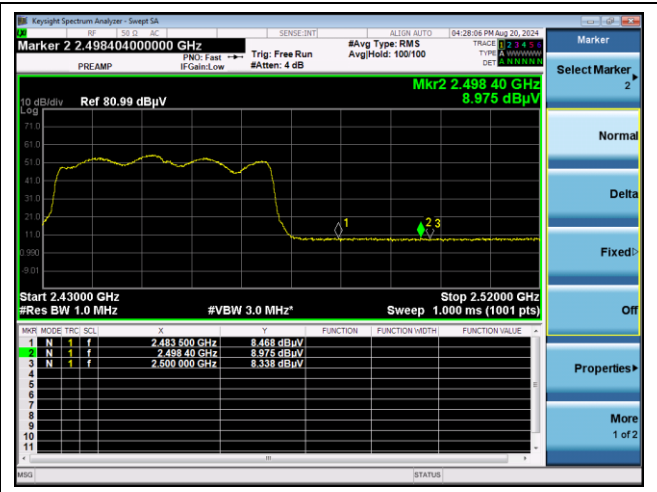 Keysight Spectrum Analyzer - Swept SA
RF 50 Ω AC SENSE:INT ALIGN AUTO 04:28:06 PM Aug 20, 2024
Marker 2 2.498404000000 GHz
PREAMP
PNO: Fast
IFGain:Low
Trig: Free Run
#Atten: 4 dB
#Avg Type: RMS
Avg|Hold: 100/100
TRACE 1 2 3 4 5 6
TYPE A WWWWW
DET A N N N N N
Mkr2 2.498 40 GHz
8.975 dBµV
10 dB/div Ref 80.99 dBµV
Log
71.0
61.0
51.0
41.0
31.0
21.0
11.0
0.990
-9.01
1
2
3
Start 2.43000 GHz Stop 2.52000 GHz
#Res BW 1.0 MHz #VBW 3.0 MHz* Sweep 1.000 ms (1001 pts)
MKR MODE TRC SCL X Y FUNCTION FUNCTION WIDTH FUNCTION VALUE
1 N 1 f 2.483 500 GHz 8.468 dBµV
2 N 1 f 2.498 40 GHz 8.975 dBµV
3 N 1 f 2.500 000 GHz 8.338 dBµV
4
5
6
7
8
9
10
11
MSG STATUS
Marker
Select Marker
2
Normal
Delta
Fixed
Off
Properties
More
1 of 2